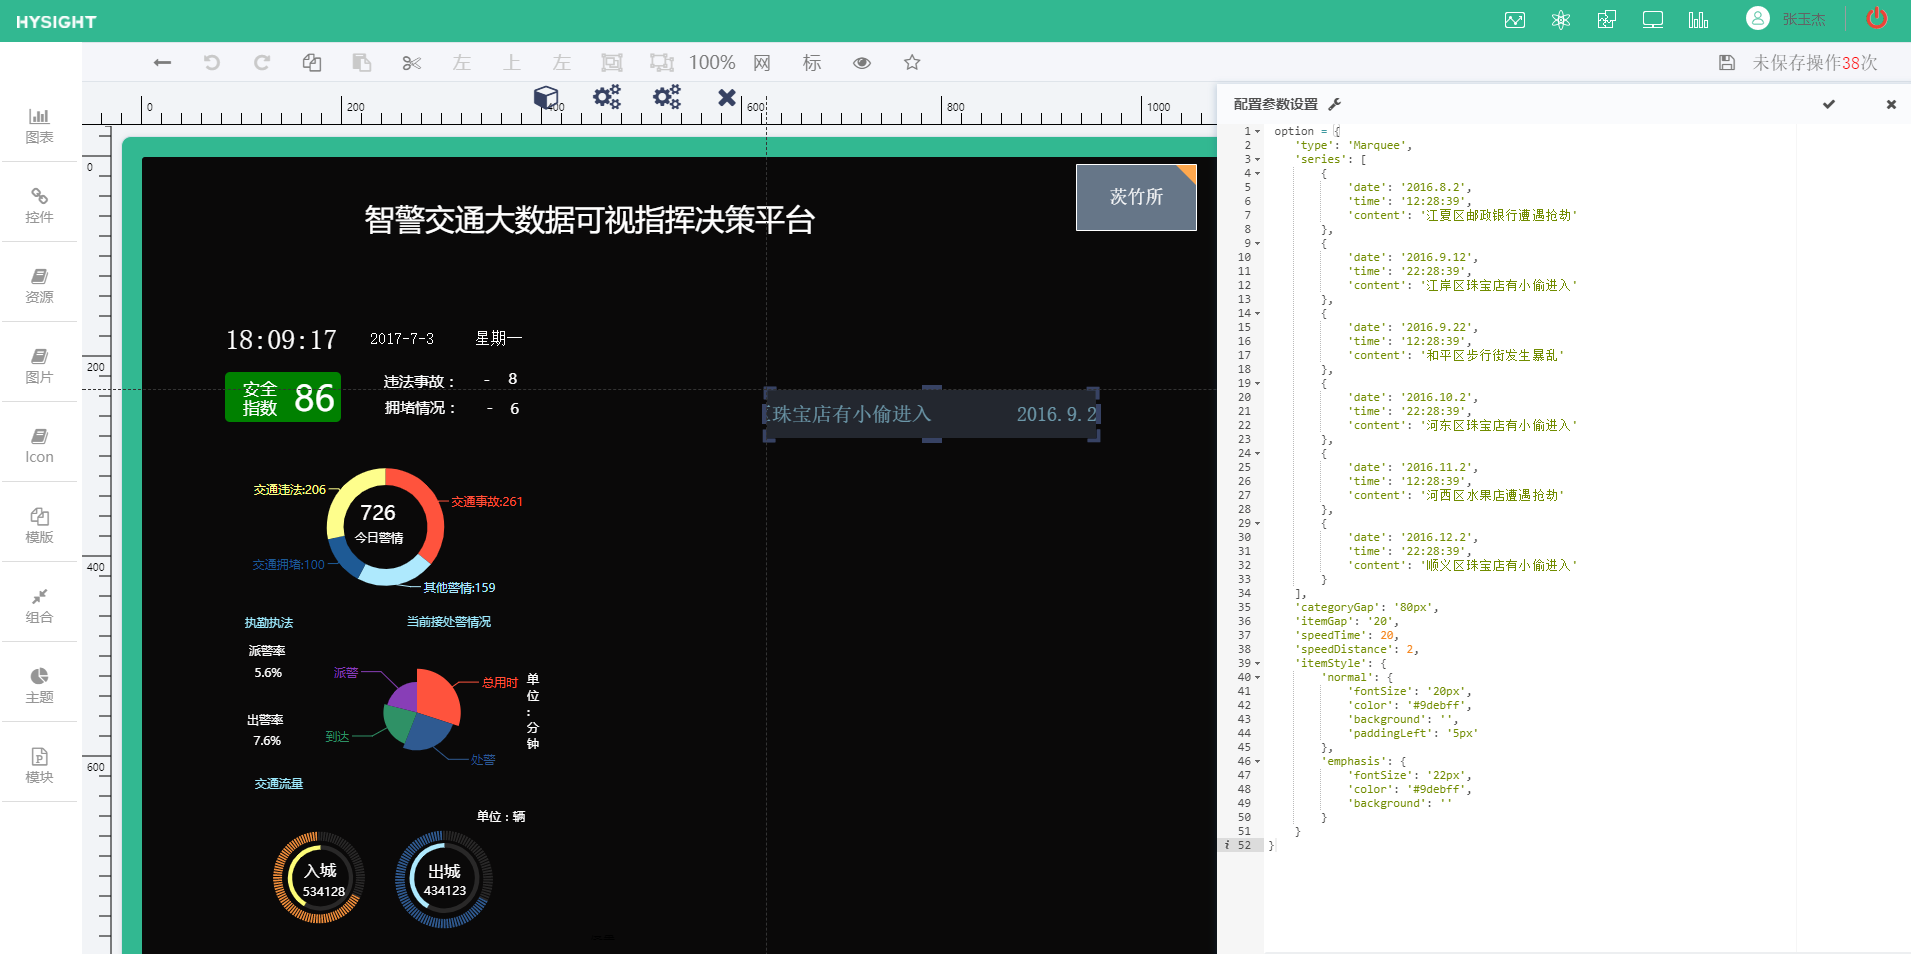 HYSIGHT
张玉杰
左
上
左
100%
网
标
未保存操作38次
图表
控件
资源
图片
Icon
模版
组合
主题
模块
0
200
400
600
800
1000
0
200
400
600
智警交通大数据可视指挥决策平台
茨竹所
18:09:17
2017-7-3
星期一
安全
指数
86
违法事故：
- 8
拥堵情况：
- 6
珠宝店有小偷进入
2016.9.2
交通违法:206
交通事故:261
726
今日警情
交通拥堵:100
其他警情:159
执勤执法
当前接处警情况
派警率
5.6%
派警
总用时
单
位
:
分
钟
出警率
7.6%
到达
处警
交通流量
单位：辆
入城
534128
出城
434123
配置参数设置
1 option = {
2 'type': 'Marquee',
3 'series': [
4 {
5 'date': '2016.8.2',
6 'time': '12:28:39',
7 'content': '江夏区邮政银行遭遇抢劫'
8 },
9 {
10 'date': '2016.9.12',
11 'time': '22:28:39',
12 'content': '江岸区珠宝店有小偷进入'
13 },
14 {
15 'date': '2016.9.22',
16 'time': '12:28:39',
17 'content': '和平区步行街发生暴乱'
18 },
19 {
20 'date': '2016.10.2',
21 'time': '22:28:39',
22 'content': '河东区珠宝店有小偷进入'
23 },
24 {
25 'date': '2016.11.2',
26 'time': '22:28:39',
27 'content': '河西区水果店遭遇抢劫'
28 },
29 {
30 'date': '2016.12.2',
31 'time': '22:28:39',
32 'content': '顺义区珠宝店有小偷进入'
33 }
34 ],
35 'categoryGap': '80px',
36 'itemGap': '20',
37 'speedTime': 20,
38 'speedDistance': 2,
39 'itemStyle': {
40 'normal': {
41 'fontSize': '20px',
42 'color': '#9debff',
43 'background': '',
44 'paddingLeft': '5px'
45 },
46 'emphasis': {
47 'fontSize': '22px',
48 'color': '#9debff',
49 'background': ''
50 }
51 }
52 }